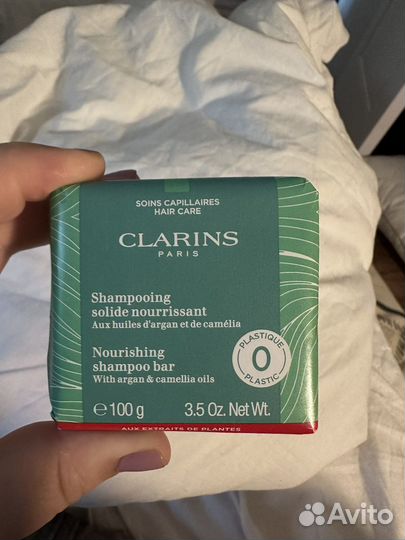 SOINS CAPILLAIRES
HAIR CARE
CLARINS
PARIS
Shampooing
solide nourrissant
Aux huiles d'argan et de camélia
Nourishing
shampoo bar
With argan & camellia oils
PLASTIQUE
0
PLASTIC
℮ 100 g 3.5 Oz. Net Wt.
AUX EXTRAITS DE PLANTES
Avito